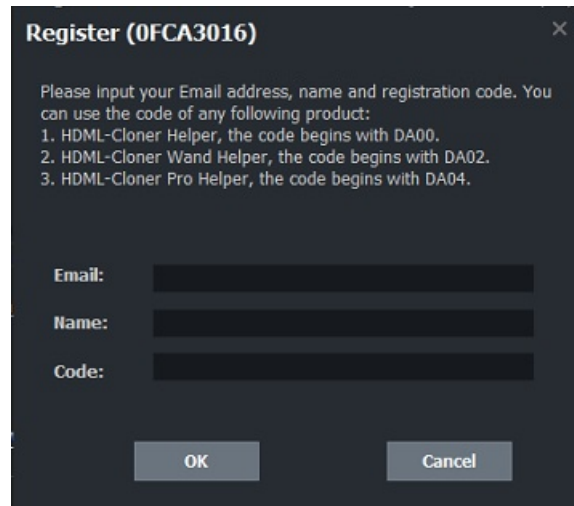 Register (0FCA3016)
Please input your Email address, name and registration code. You
can use the code of any following product:
1. HDML-Cloner Helper, the code begins with DA00.
2. HDML-Cloner Wand Helper, the code begins with DA02.
3. HDML-Cloner Pro Helper, the code begins with DA04.
Email:
Name:
Code:
OK Cancel